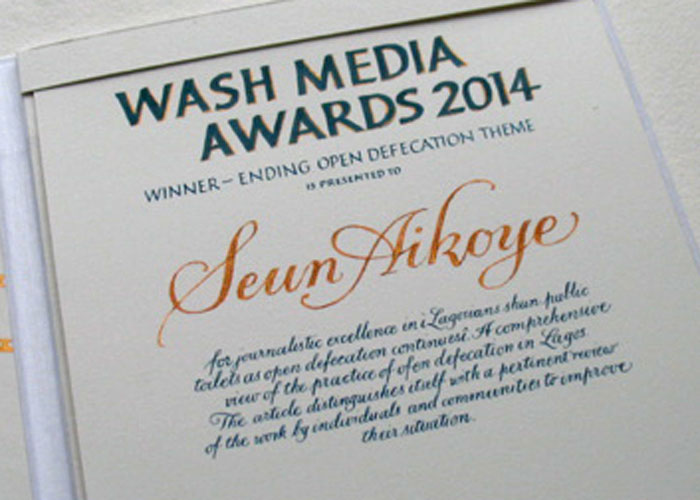 WASH MEDIA
AWARDS 2014
WINNER – ENDING OPEN DEFECATION THEME
IS PRESENTED TO
Seun Aikoye
for journalistic excellence in ‹Lagosians shun public
toilets as open defecation continues›. A comprehensive
view of the practice of ofen defecation in Lagos
The article distinguishes itself with a pertinent review
of the work by individuals and communities to improve
their situation.